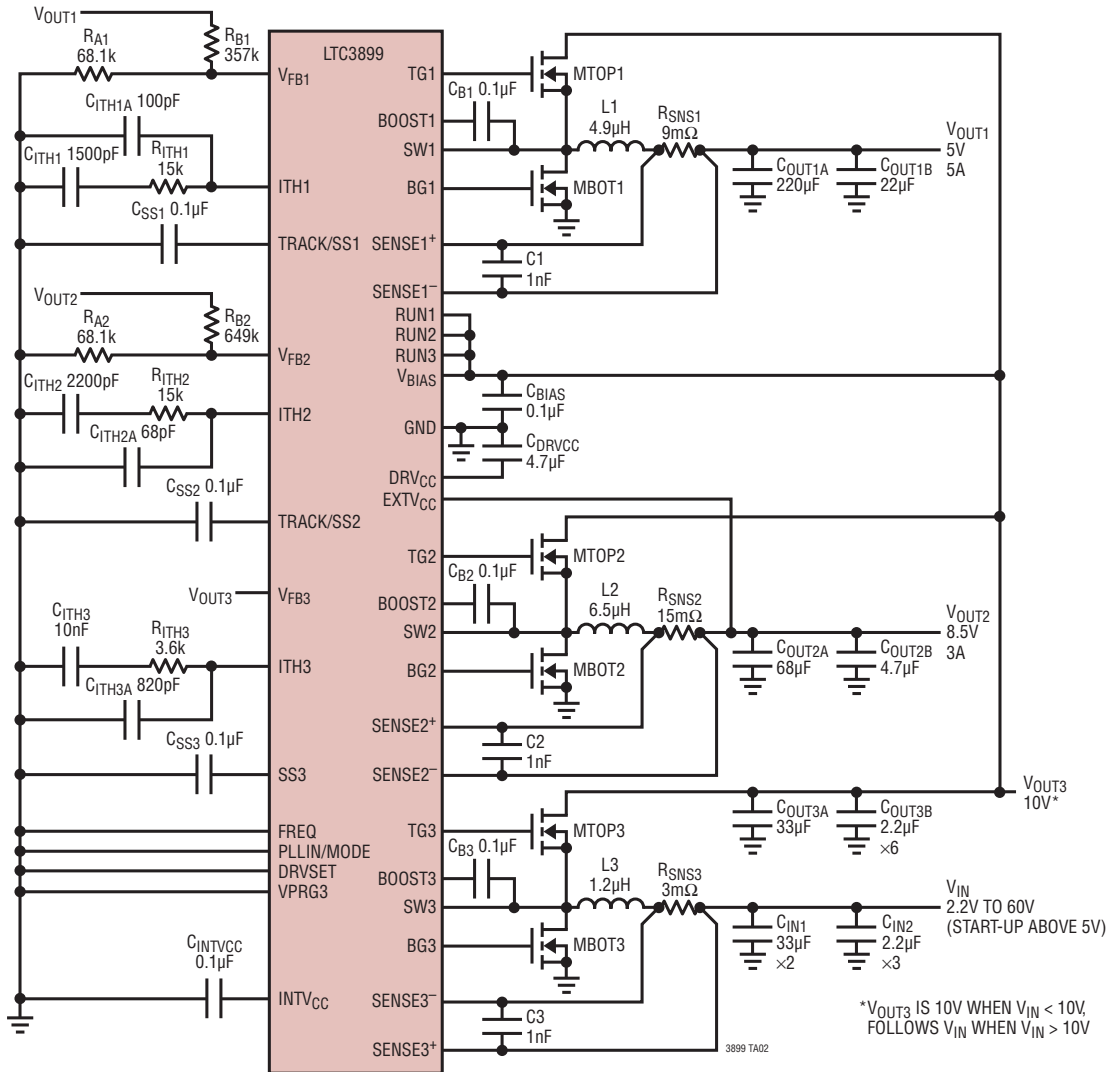 VOUT1
RA1
68.1k
RB1
357k
CITH1A 100pF
CITH1 1500pF
RITH1
15k
CSS1 0.1µF
VOUT2
RA2
68.1k
RB2
649k
CITH2 2200pF
RITH2
15k
CITH2A 68pF
CSS2 0.1µF
VOUT3
CITH3
10nF
RITH3
3.6k
CITH3A 820pF
CSS3 0.1µF
CINTVCC
0.1µF
LTC3899
VFB1
ITH1
TRACK/SS1
VFB2
ITH2
TRACK/SS2
VFB3
ITH3
SS3
FREQ
PLLIN/MODE
DRVSET
VPRG3
INTVCC
TG1
BOOST1
SW1
BG1
SENSE1+
SENSE1–
RUN1
RUN2
RUN3
VBIAS
GND
DRVCC
EXTVCC
TG2
BOOST2
SW2
BG2
SENSE2+
SENSE2–
TG3
BOOST3
SW3
BG3
SENSE3–
SENSE3+
MTOP1
CB1 0.1µF
L1
4.9µH
RSNS1
9mΩ
MBOT1
C1
1nF
COUT1A
220µF
COUT1B
22µF
VOUT1
5V
5A
CBIAS
0.1µF
CDRVCC
4.7µF
MTOP2
CB2 0.1µF
L2
6.5µH
RSNS2
15mΩ
MBOT2
C2
1nF
COUT2A
68µF
COUT2B
4.7µF
VOUT2
8.5V
3A
VOUT3
10V*
COUT3A
33µF
COUT3B
2.2µF
×6
MTOP3
CB3 0.1µF
L3
1.2µH
RSNS3
3mΩ
MBOT3
C3
1nF
CIN1
33µF
×2
CIN2
2.2µF
×3
VIN
2.2V TO 60V
(START-UP ABOVE 5V)
*VOUT3 IS 10V WHEN VIN < 10V,
FOLLOWS VIN WHEN VIN > 10V
3899 TA02